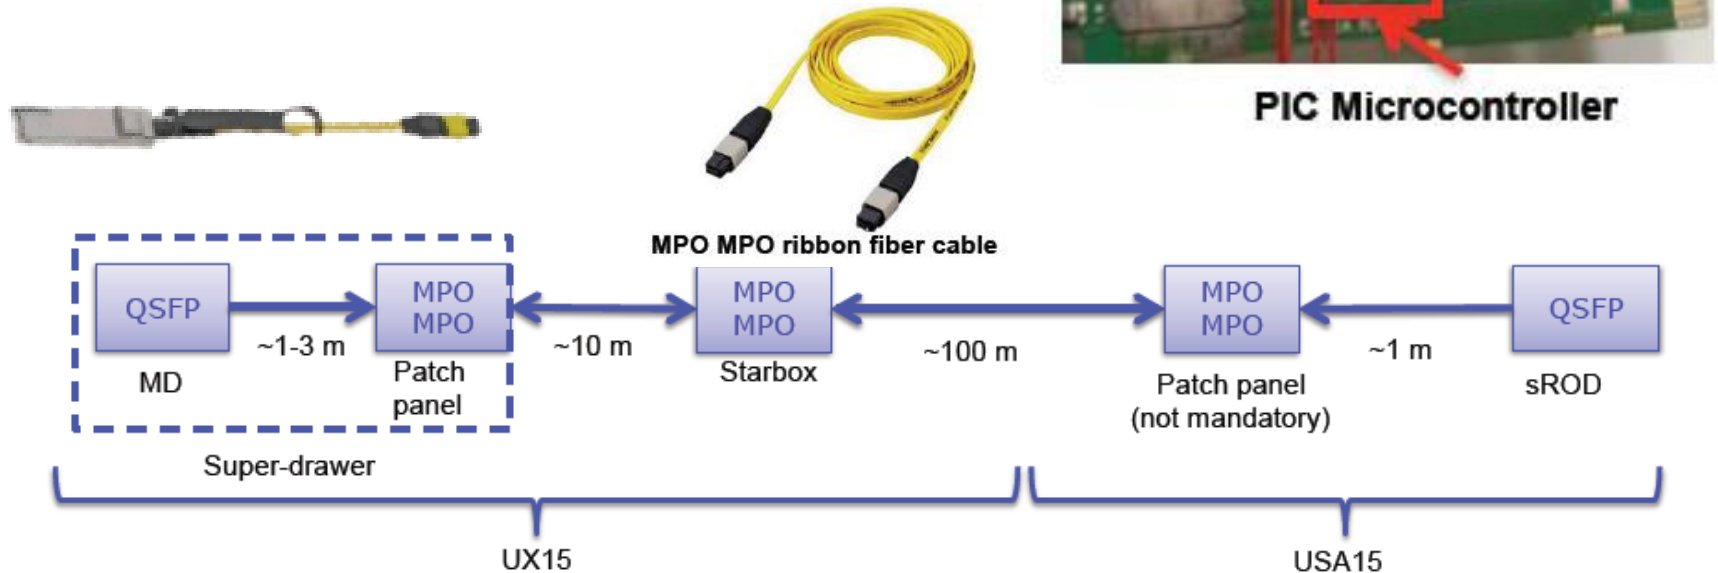 PIC Microcontroller
MPO MPO ribbon fiber cable
QSFP
MPO
MPO
MPO
MPO
MPO
MPO
QSFP
~1-3 m
~10 m
~100 m
~1 m
MD
Patch
panel
Starbox
Patch panel
(not mandatory)
sROD
Super-drawer
UX15
USA15